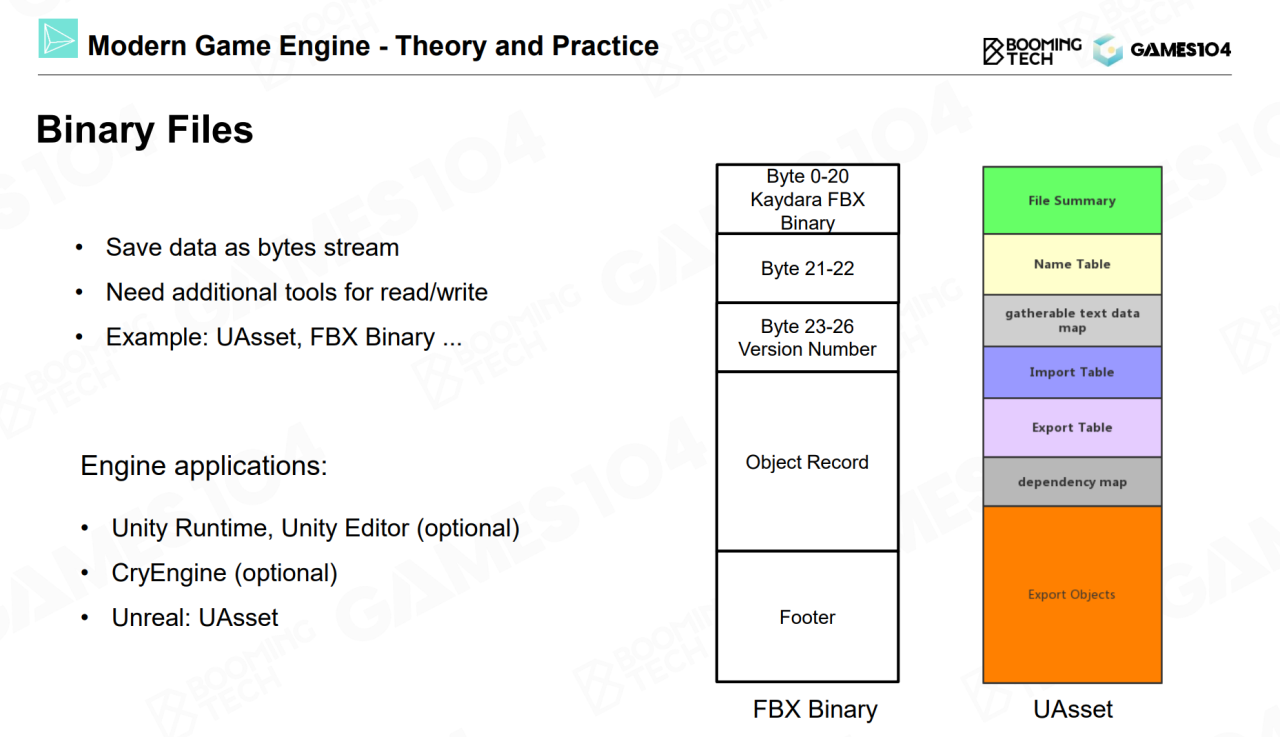 Modern Game Engine - Theory and Practice
BOOMING
TECH
GAMES104
Binary Files
• Save data as bytes stream
• Need additional tools for read/write
• Example: UAsset, FBX Binary ...
Engine applications:
• Unity Runtime, Unity Editor (optional)
• CryEngine (optional)
• Unreal: UAsset
Byte 0-20
Kaydara FBX
Binary
Byte 21-22
Byte 23-26
Version Number
Object Record
Footer
FBX Binary
File Summary
Name Table
gatherable text data
map
Import Table
Export Table
dependency map
Export Objects
UAsset